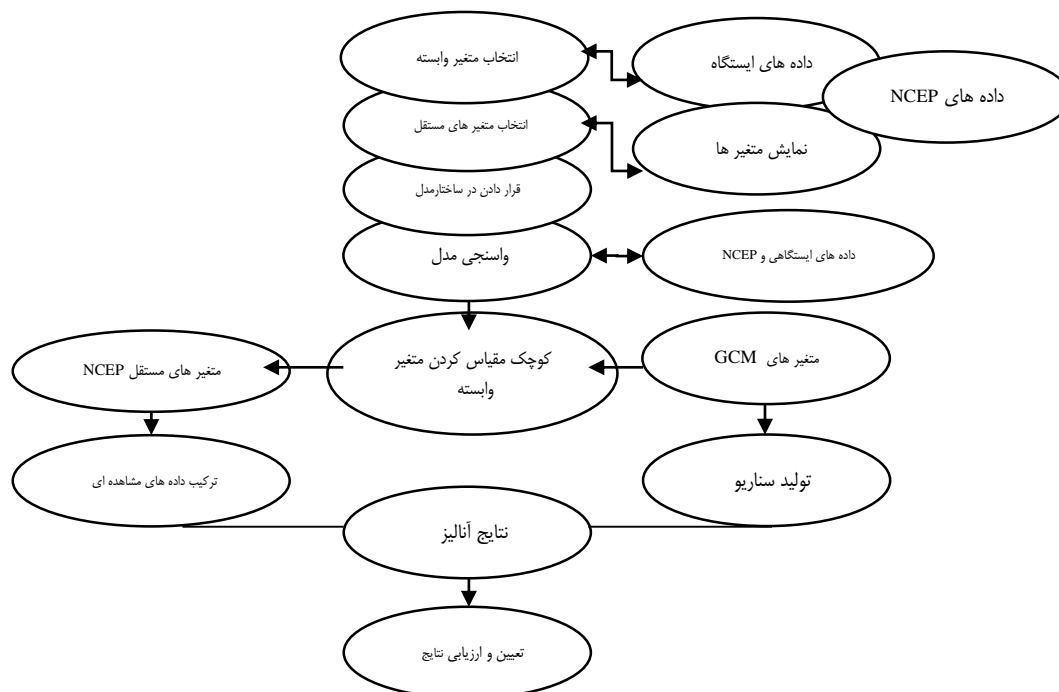 انتخاب متغیر وابسته
داده های ایستگاه
داده های NCEP
انتخاب متغیر های مستقل
نمایش متغیر ها
قرار دادن در ساختارمدل
واسنجی مدل
داده های ایستگاهی و NCEP
کوچک مقیاس کردن متغیر
وابسته
متغیر های GCM
متغیر های مستقل NCEP
ترکیب داده های مشاهده ای
تولید سناریو
نتایج آنالیز
تعیین و ارزیابی نتایج